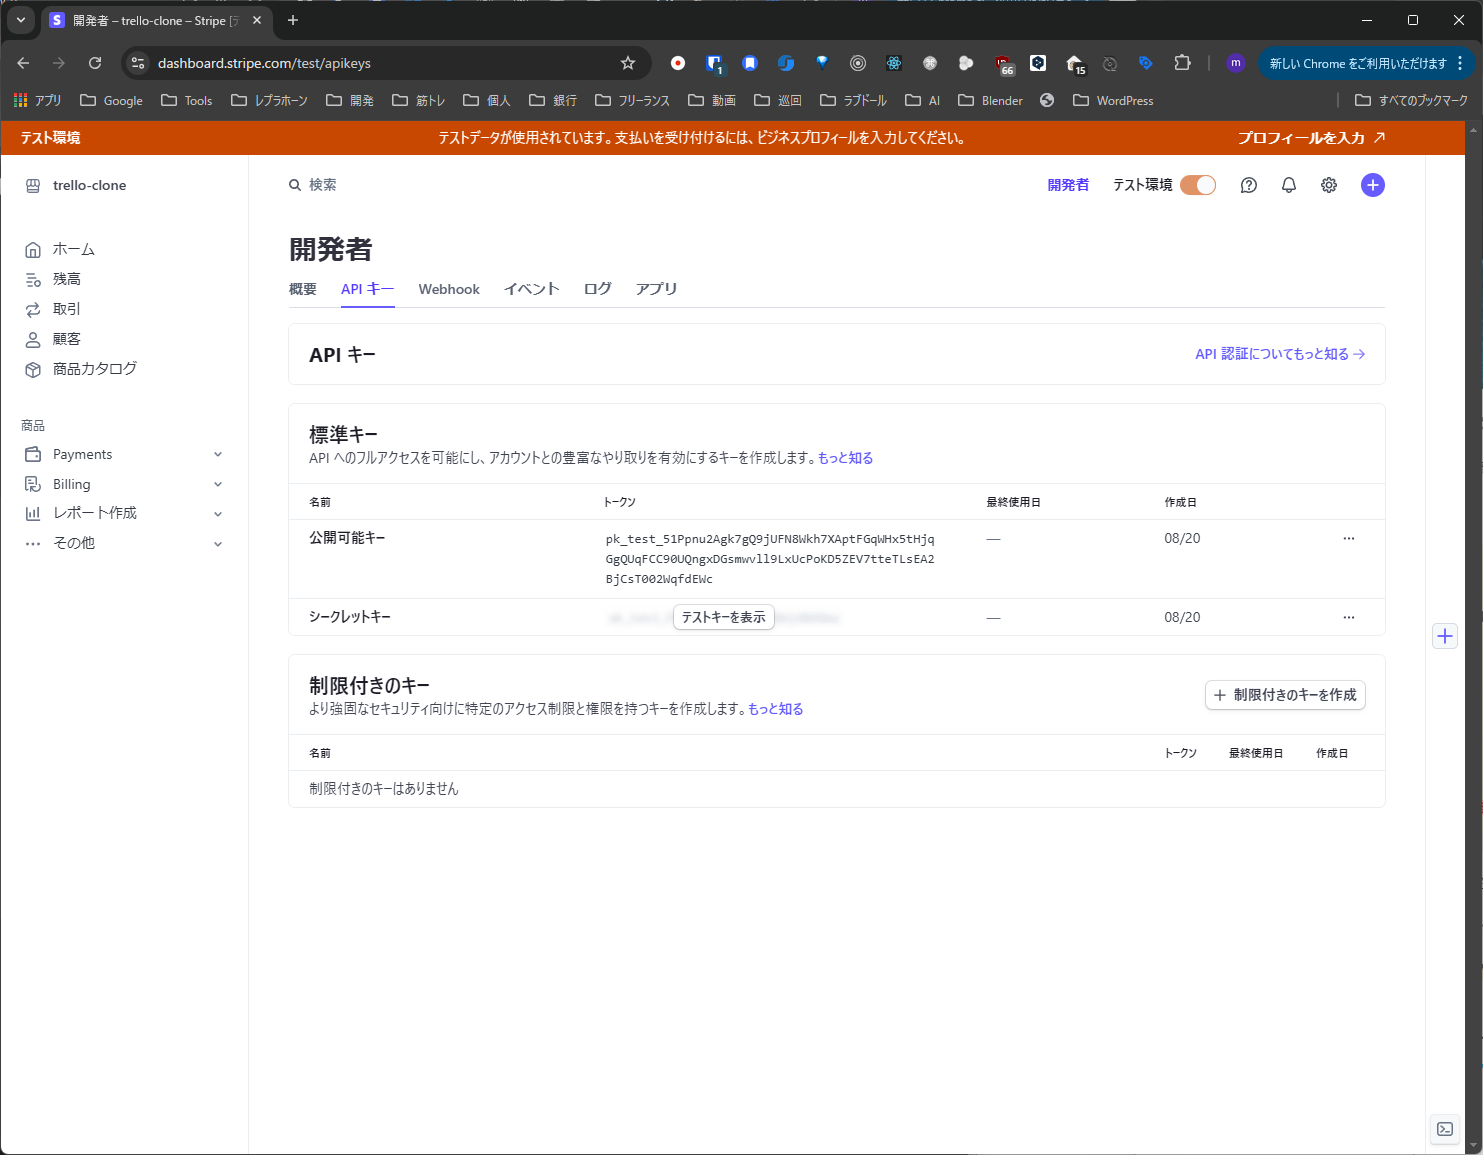 開発者 – trello-clone – Stripe [テ
dashboard.stripe.com/test/apikeys
1
66
15
m
新しい Chrome をご利用いただけます
アプリ
Google
Tools
レプラホーン
開発
筋トレ
個人
銀行
フリーランス
動画
巡回
ラブドール
AI
Blender
WordPress
すべてのブックマーク
テスト環境
テストデータが使用されています。支払いを受け付けるには、ビジネスプロフィールを入力してください。
プロフィールを入力
trello-clone
検索
開発者
テスト環境
ホーム
残高
取引
顧客
商品カタログ
商品
Payments
Billing
レポート作成
その他
開発者
概要
API キー
Webhook
イベント
ログ
アプリ
API キー
API 認証についてもっと知る
標準キー
API へのフルアクセスを可能にし、アカウントとの豊富なやり取りを有効にするキーを作成します。もっと知る
名前
トークン
最終使用日
作成日
公開可能キー
pk_test_51Ppnu2Agk7gQ9jUFN8Wkh7XAptFGqWHx5tHjq
GgQUqFCC90UQngxDGsmwvll9LxUcPoKD5ZEV7tteTLsEA2
BjCsT002WqfdEWc
—
08/20
シークレットキー
テストキーを表示
—
08/20
制限付きのキー
より強固なセキュリティ向けに特定のアクセス制限と権限を持つキーを作成します。もっと知る
制限付きのキーを作成
名前
トークン
最終使用日
作成日
制限付きのキーはありません